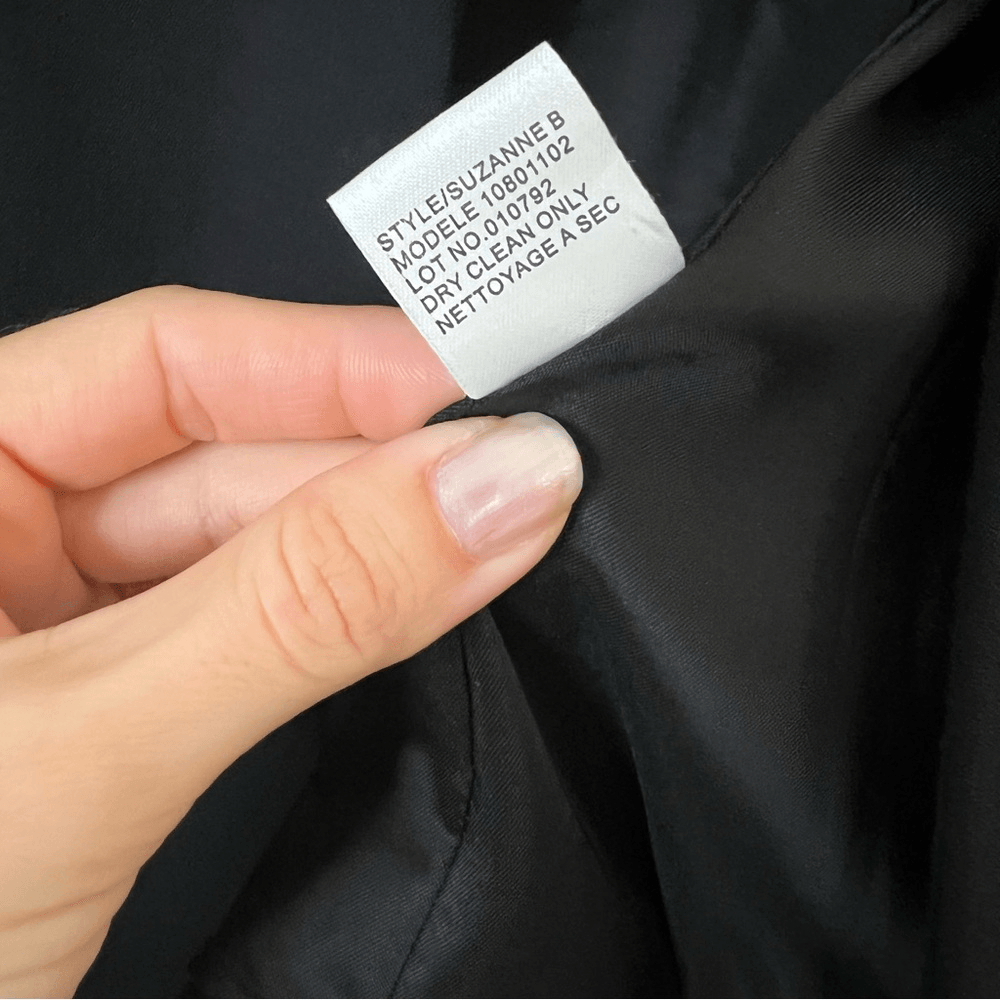 STYLE/SUZANNE B
MODELE 10801102
LOT NO.010792
DRY CLEAN ONLY
NETTOYAGE A SEC